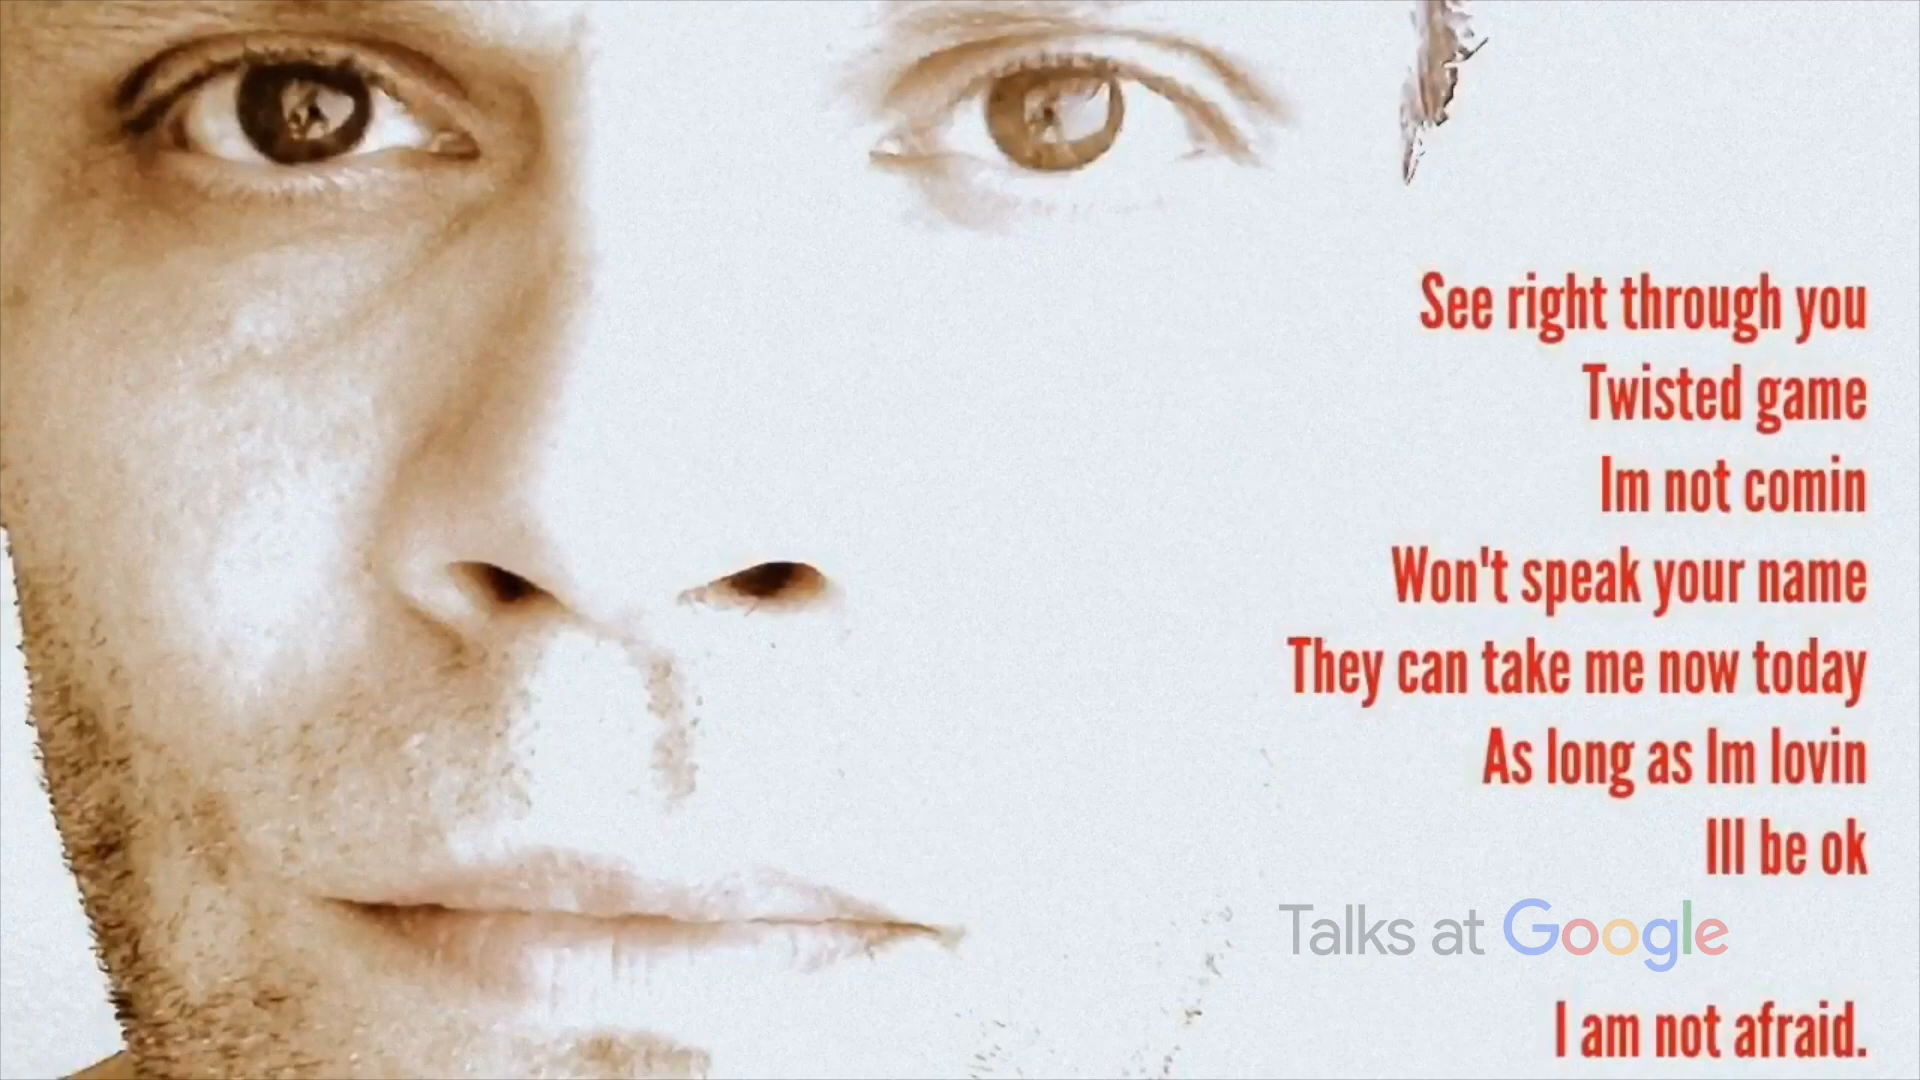 See right through you
Twisted game
Im not comin
Won't speak your name
They can take me now today
As long as Im lovin
Ill be ok
Talks at Google
I am not afraid.